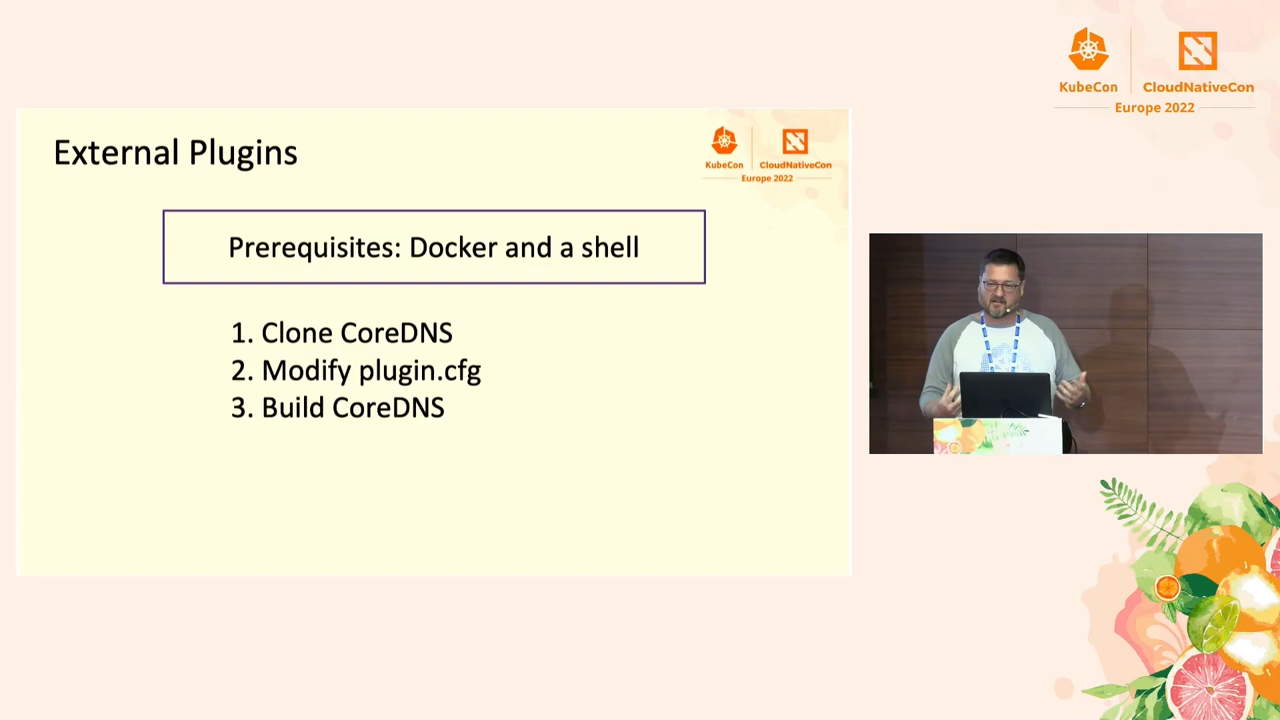 KubeCon
CloudNativeCon
Europe 2022
External Plugins
KubeCon
CloudNativeCon
Europe 2022
Prerequisites: Docker and a shell
1. Clone CoreDNS
2. Modify plugin.cfg
3. Build CoreDNS